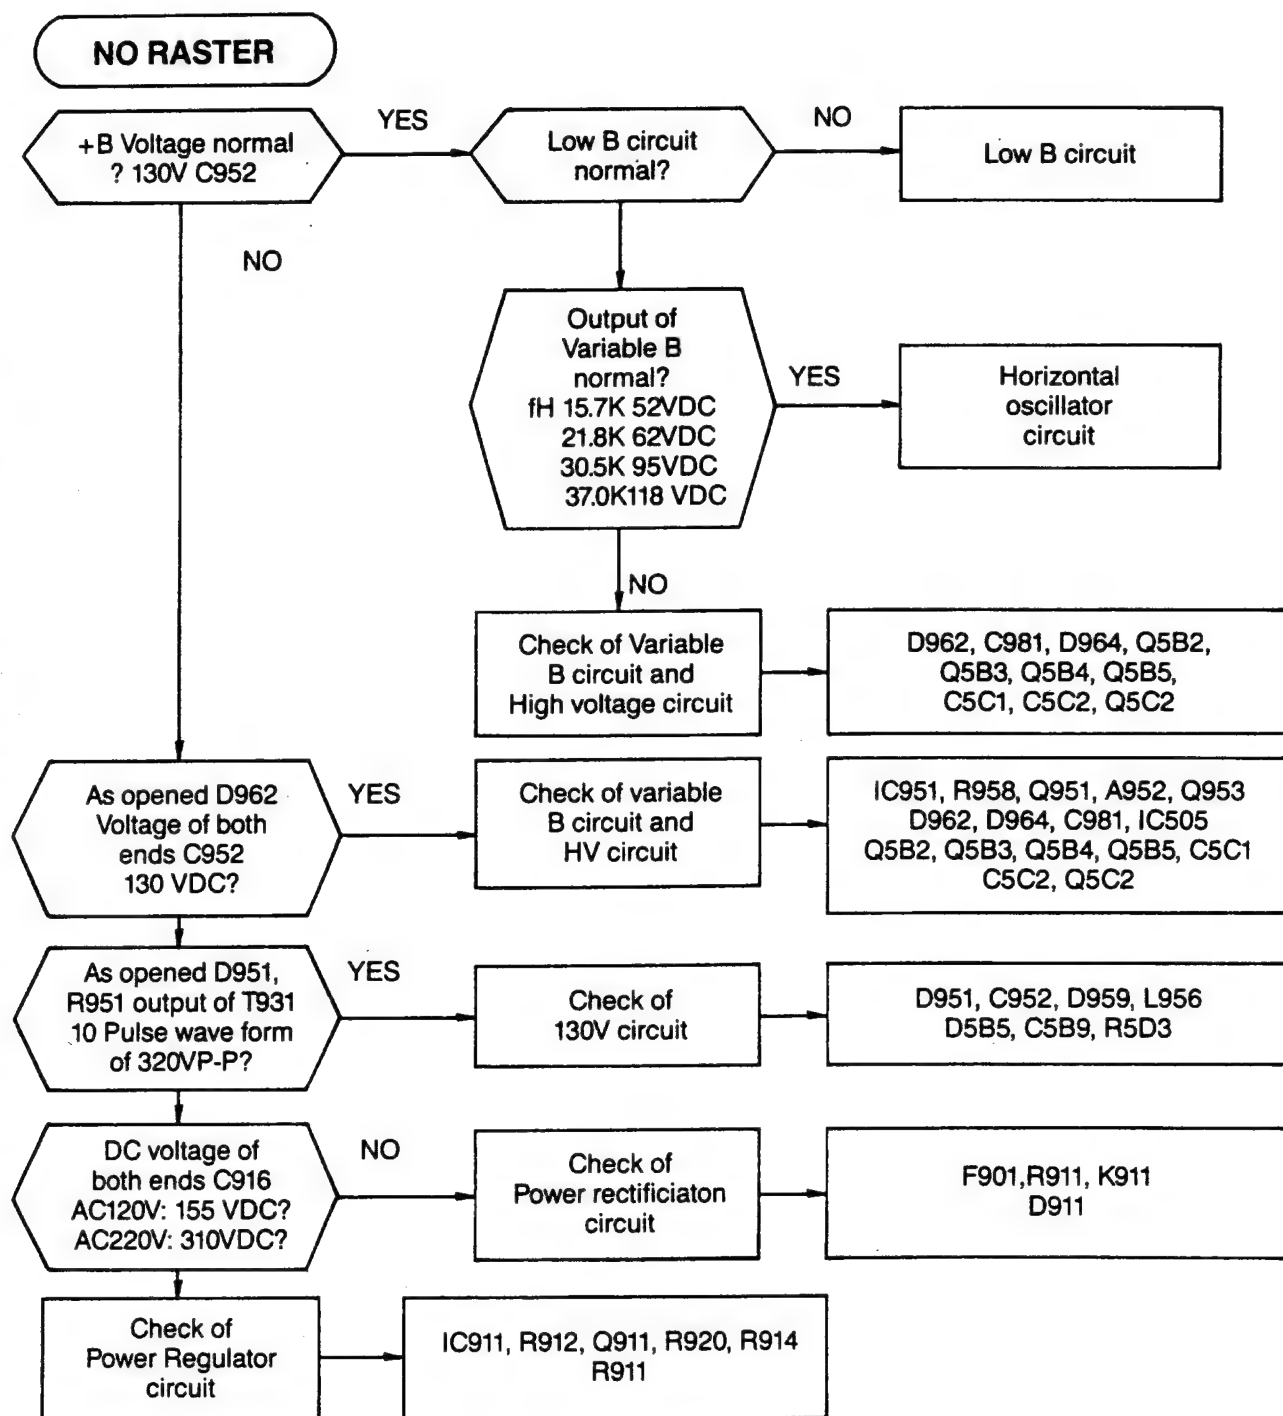 NO RASTER
+B Voltage normal
? 130V C952
YES
Low B circuit
normal?
NO
Low B circuit
NO
Output of
Variable B
normal?
fH 15.7K 52VDC
21.8K 62VDC
30.5K 95VDC
37.0K118 VDC
YES
Horizontal
oscillator
circuit
NO
Check of Variable
B circuit and
High voltage circuit
D962, C981, D964, Q5B2,
Q5B3, Q5B4, Q5B5,
C5C1, C5C2, Q5C2
As opened D962
Voltage of both
ends C952
130 VDC?
YES
Check of variable
B circuit and
HV circuit
IC951, R958, Q951, A952, Q953
D962, D964, C981, IC505
Q5B2, Q5B3, Q5B4, Q5B5, C5C1
C5C2, Q5C2
As opened D951,
R951 output of T931
10 Pulse wave form
of 320VP-P?
YES
Check of
130V circuit
D951, C952, D959, L956
D5B5, C5B9, R5D3
DC voltage of
both ends C916
AC120V: 155 VDC?
AC220V: 310VDC?
NO
Check of
Power rectificiaton
circuit
F901,R911, K911
D911
Check of
Power Regulator
circuit
IC911, R912, Q911, R920, R914
R911